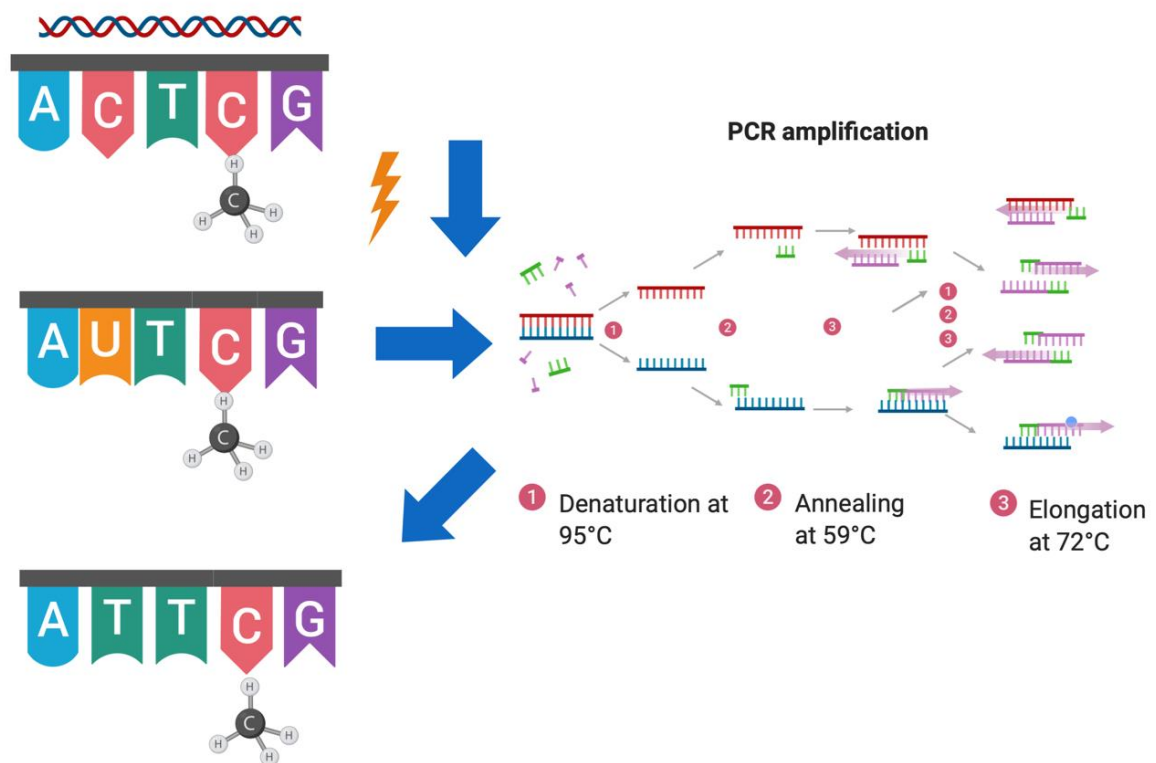 A C T C G
H
C
H
H
H
PCR amplification
A U T C G
H
C
H
H
H
1
2
3
1
2
3
1 Denaturation at
95°C
2 Annealing
at 59°C
3 Elongation
at 72°C
A T T C G
H
C
H
H
H